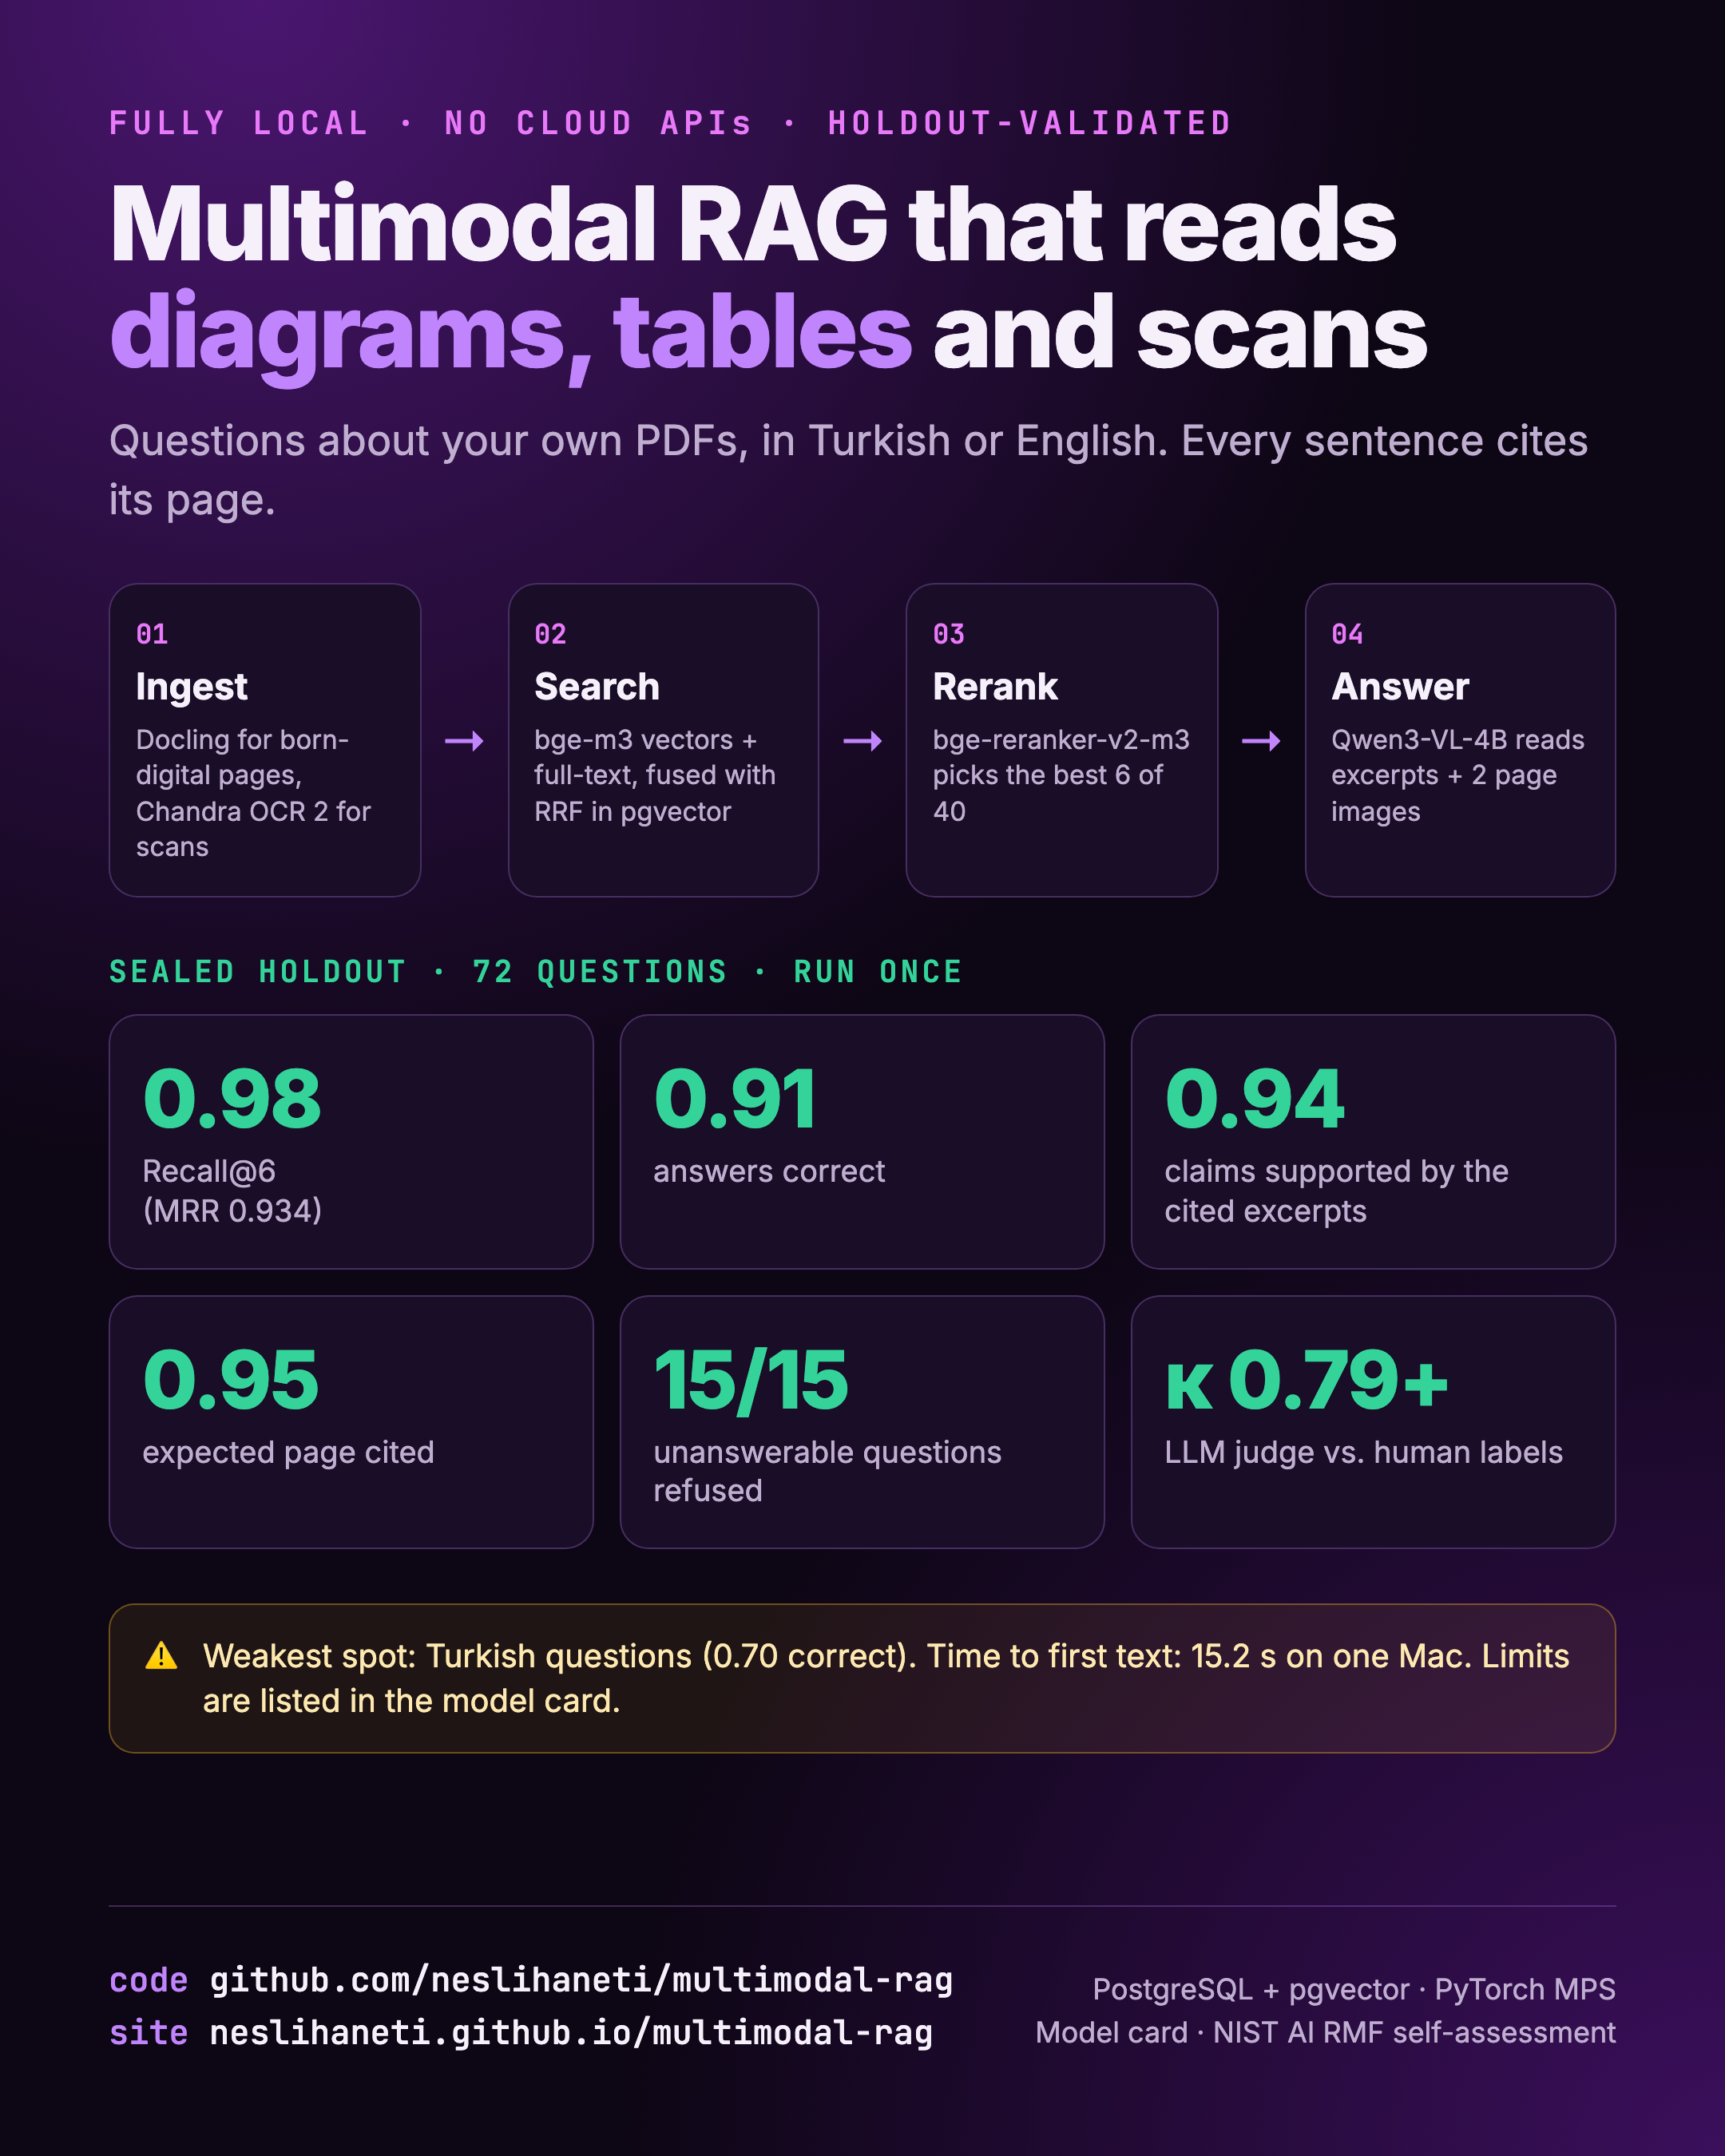 FULLY LOCAL · NO CLOUD APIs · HOLDOUT-VALIDATED
Multimodal RAG that reads
diagrams, tables and scans
Questions about your own PDFs, in Turkish or English. Every sentence cites
its page.
01
Ingest
Docling for born-
digital pages,
Chandra OCR 2 for
scans
→
02
Search
bge-m3 vectors +
full-text, fused with
RRF in pgvector
→
03
Rerank
bge-reranker-v2-m3
picks the best 6 of
40
→
04
Answer
Qwen3-VL-4B reads
excerpts + 2 page
images
SEALED HOLDOUT · 72 QUESTIONS · RUN ONCE
0.98
Recall@6
(MRR 0.934)
0.91
answers correct
0.94
claims supported by the
cited excerpts
0.95
expected page cited
15/15
unanswerable questions
refused
κ 0.79+
LLM judge vs. human labels
⚠ Weakest spot: Turkish questions (0.70 correct). Time to first text: 15.2 s on one Mac. Limits
are listed in the model card.
code github.com/neslihaneti/multimodal-rag
site neslihaneti.github.io/multimodal-rag
PostgreSQL + pgvector · PyTorch MPS
Model card · NIST AI RMF self-assessment